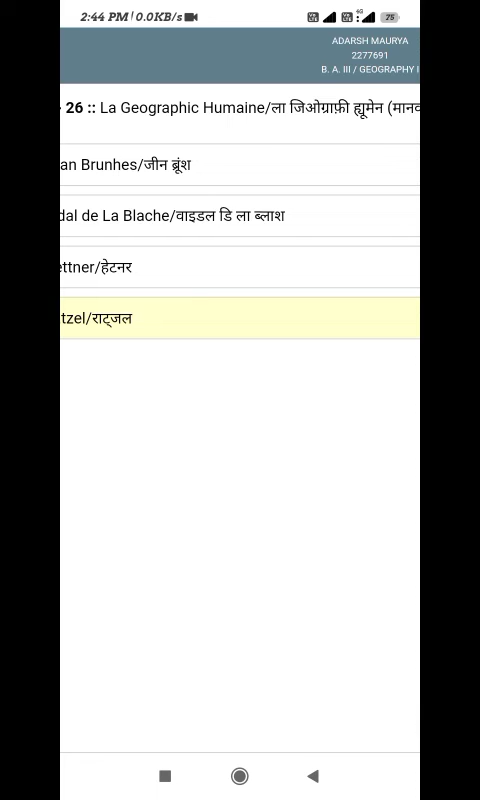 2:44 PM | 0.0KB/s
75
ADARSH MAURYA
2277691
B. A. III / GEOGRAPHY I
26 :: La Geographic Humaine/ला जिओग्राफ़ी ह्यूमेन (मानव
an Brunhes/जीन ब्रूंश
dal de La Blache/वाइडल डि ला ब्लाश
ettner/हेटनर
tzel/राट्जल